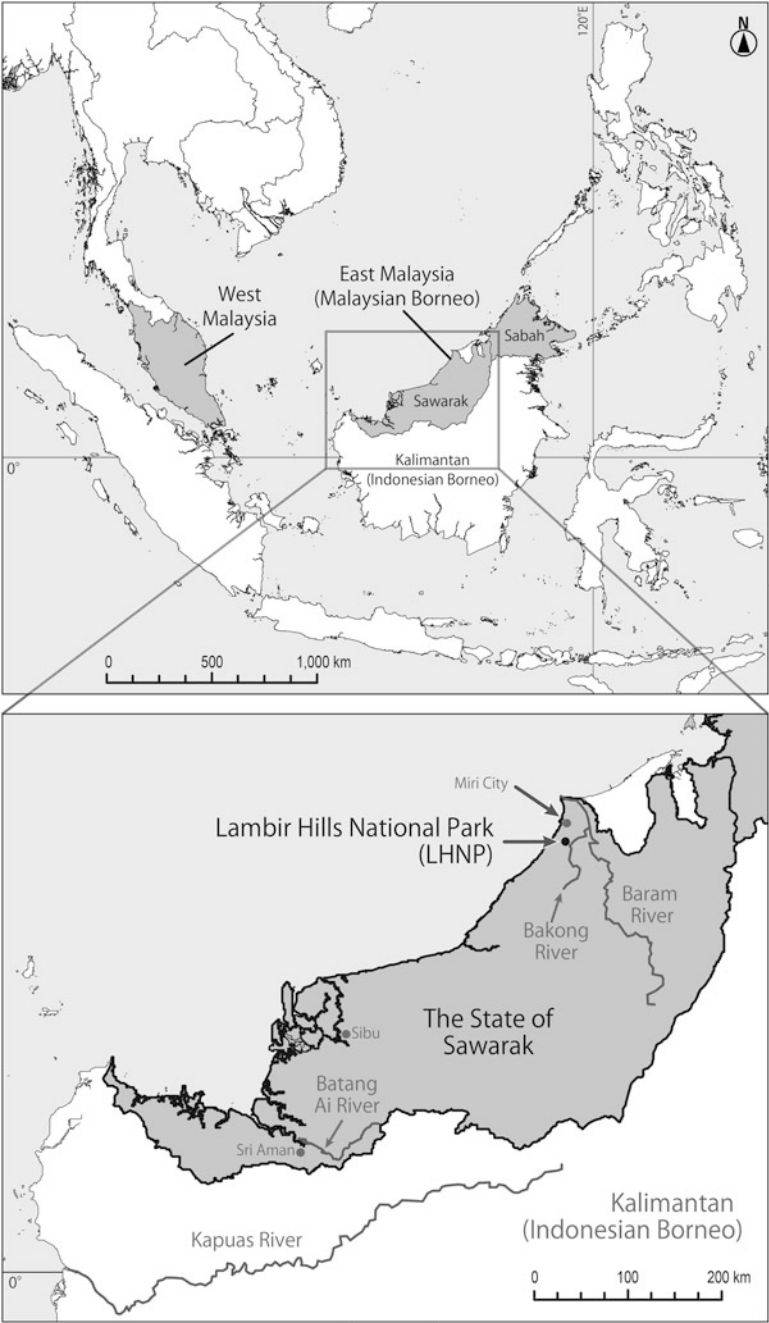 120°E
N
East Malaysia
(Malaysian Borneo)
West
Malaysia
Sabah
Sawarak
0°
Kalimantan
(Indonesian Borneo)
0 500 1,000 km
Miri City
Lambir Hills National Park
(LHNP)
Baram
River
Bakong
River
The State of
Sawarak
Sibu
Batang
Ai River
Sri Aman
Kalimantan
(Indonesian Borneo)
Kapuas River
0°
0 100 200 km